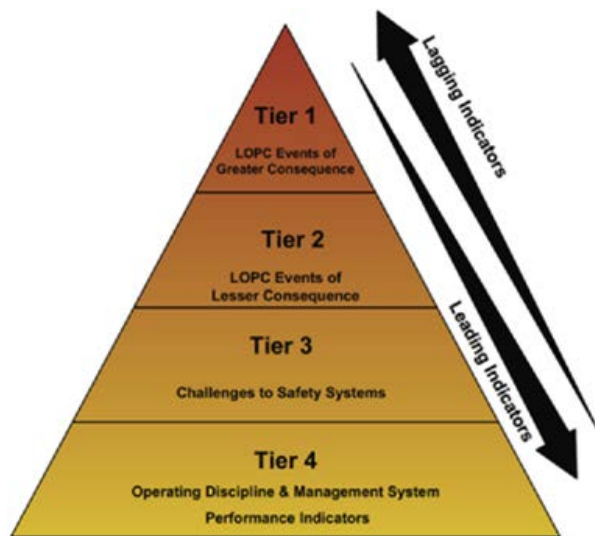 Tier 1
LOPC Events of
Greater Consequence
Tier 2
LOPC Events of
Lesser Consequence
Tier 3
Challenges to Safety Systems
Tier 4
Operating Discipline & Management System
Performance Indicators
Lagging Indicators
Leading Indicators